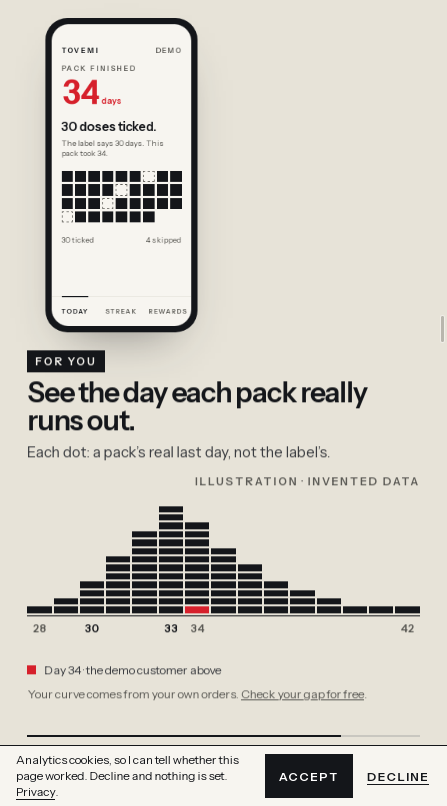 TOVEMI DEMO
PACK FINISHED
34 days
30 doses ticked.
The label says 30 days. This
pack took 34.
30 ticked 4 skipped
TODAY STREAK REWARDS
FOR YOU
See the day each pack really
runs out.
Each dot: a pack's real last day, not the label's.
ILLUSTRATION · INVENTED DATA
28 30 33 34 42
Day 34 · the demo customer above
Your curve comes from your own orders. Check your gap for free.
Analytics cookies, so I can tell whether this
page worked. Decline and nothing is set.
Privacy.
ACCEPT DECLINE